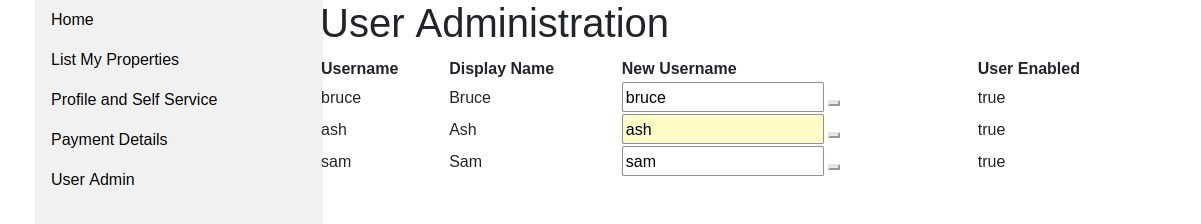 Home
List My Properties
Profile and Self Service
Payment Details
User Admin
User Administration
Username Display Name New Username User Enabled
bruce Bruce bruce true
ash Ash ash true
sam Sam sam true